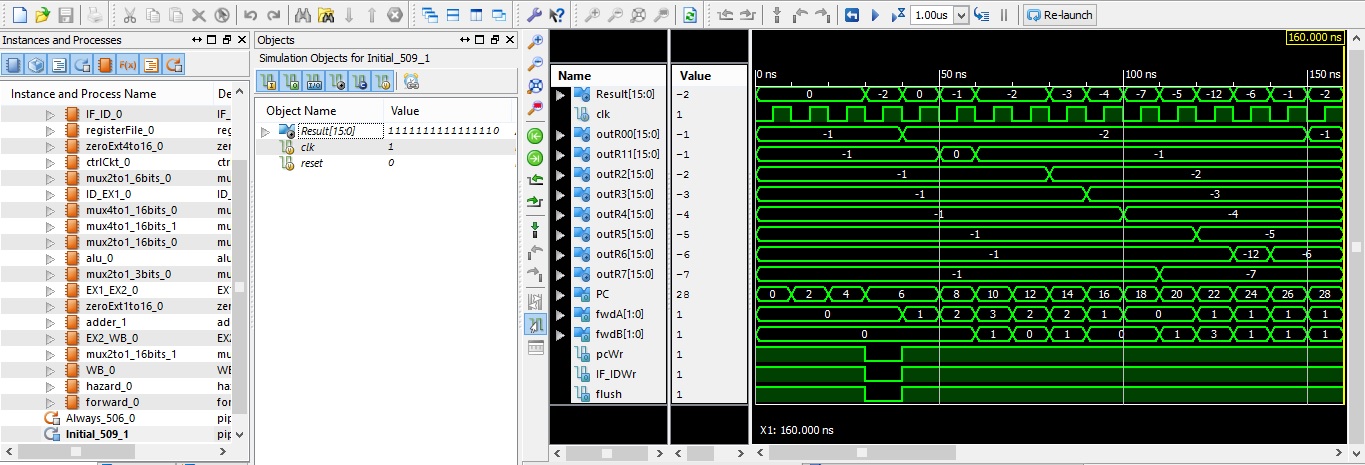 1.00us
Re-launch
Instances and Processes
Instance and Process Name
De
IF_ID_0
IF_
registerFile_0
reg
zeroExt4to16_0
zer
ctrlCkt_0
ctr
mux2to1_6bits_0
mu
ID_EX1_0
ID_
mux4to1_16bits_0
mu
mux4to1_16bits_1
mu
mux2to1_16bits_0
mu
alu_0
alu
mux2to1_3bits_0
mu
EX1_EX2_0
EX
zeroExt1to16_0
zer
adder_1
ad
EX2_WB_0
EX
mux2to1_16bits_1
mu
WB_0
WB
hazard_0
haz
forward_0
for
Always_506_0
pip
Initial_509_1
pip
Objects
Simulation Objects for Initial_509_1
Object Name
Value
Result[15:0]
1111111111111110
clk
1
reset
0
160.000 ns
Name
Value
0 ns
50 ns
100 ns
150 ns
Result[15:0]
-2
0 -2 0 -1 -2 -3 -4 -7 -5 -12 -6 -1 -2
clk
1
outR00[15:0]
-1
-1 -2 -1
outR11[15:0]
-1
-1 0 -1
outR2[15:0]
-2
-1 -2
outR3[15:0]
-3
-1 -3
outR4[15:0]
-4
-1 -4
outR5[15:0]
-5
-1 -5
outR6[15:0]
-6
-1 -12 -6
outR7[15:0]
-7
-1 -7
PC
28
0 2 4 6 8 10 12 14 16 18 20 22 24 26 28
fwdA[1:0]
1
0 1 2 3 2 2 1 0 1 1 1 1
fwdB[1:0]
1
0 1 0 2 1 0 1 3 1 1 1
pcWr
1
IF_IDWr
1
flush
1
X1: 160.000 ns